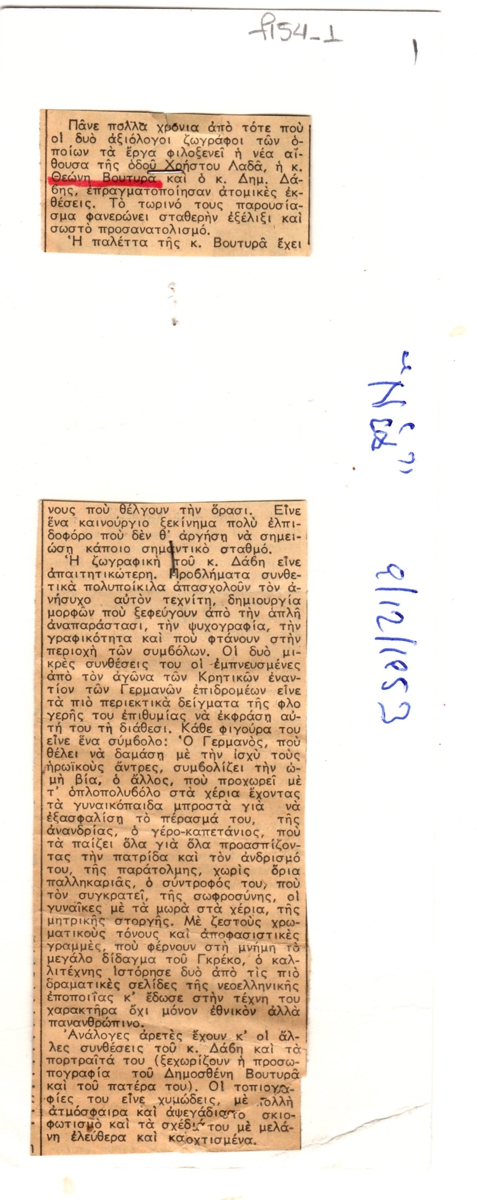 f154-1
1
Πᾶνε πολλὰ χρόνια ἀπὸ τότε ποὺ
οἱ δυὸ ἀξιόλογοι ζωγράφοι τῶν ὁ-
ποίων τὰ ἔργα φιλοξενεῖ ἡ νέα αἴ-
θουσα τῆς ὁδοῦ Χρήστου Λαδᾶ, ἡ κ.
Θεώνη Βουτυρᾶ καὶ ὁ κ. Δημ. Δά-
βης, ἐπραγματοποίησαν ἀτομικὲς ἐκ-
θέσεις. Τὸ τωρινό τους παρουσία-
σμα φανερώνει σταθερὴν ἐξέλιξι καὶ
σωστὸ προσανατολισμό.
Ἡ παλέττα τῆς κ. Βουτυρᾶ ἔχει
"Νέα"
9/12/1953
νους ποὺ θέλγουν τὴν ὅρασι. Εἶνε
ἕνα καινούργιο ξεκίνημα πολὺ ἐλπι-
δοφόρο ποὺ δὲν θ' ἀργήση νὰ σημει-
ώση κάποιο σημαντικὸ σταθμό.
Ἡ ζωγραφικὴ τοῦ κ. Δάβη εἶνε
ἀπαιτητικώτερη. Προβλήματα συνθε-
τικὰ πολυποίκιλα ἀπασχολοῦν τὸν ἀ-
νήσυχο αὐτὸν τεχνίτη, δημιουργία
μορφῶν ποὺ ξεφεύγουν ἀπὸ τὴν ἁπλῆ
ἀναπαράστασι, τὴν ψυχογραφία, τὴν
γραφικότητα καὶ ποὺ φτάνουν στὴν
περιοχὴ τῶν συμβόλων. Οἱ δυὸ μι-
κρὲς συνθέσεις του οἱ ἐμπνευσμένες
ἀπὸ τὸν ἀγῶνα τῶν Κρητικῶν ἐναν-
τίον τῶν Γερμανῶν ἐπιδρομέων εἶνε
τὰ πιὸ περιεκτικὰ δείγματα τῆς φλο
γερῆς του ἐπιθυμίας νὰ ἐκφράση αὐ-
τή του τὴ διάθεσι. Κάθε φιγούρα του
εἶνε ἕνα σύμβολο: Ὁ Γερμανὸς, ποὺ
θέλει νὰ δαμάση μὲ τὴν ἰσχὺ τοὺς
ἡρωϊκοὺς ἄντρες, συμβολίζει τὴν ὠ-
μὴ βία, ὁ ἄλλος, ποὺ προχωρεῖ μὲ
τ' ὁπλοπολυβόλο στὰ χέρια ἔχοντας
τὰ γυναικόπαιδα μπροστὰ γιὰ νὰ
ἐξασφαλίση τὸ πέρασμά του, τῆς
ἀνανδρίας, ὁ γέρο-καπετάνιος, ποὺ
τὰ παίζει ὅλα γιὰ ὅλα προασπίζον-
τας τὴν πατρίδα καὶ τὸν ἀνδρισμό
του, τῆς παράτολμης, χωρὶς ὅρια
παλληκαριᾶς, ὁ σύντροφός του, ποὺ
τὸν συγκρατεῖ, τῆς σωφροσύνης, οἱ
γυναῖκες μὲ τὰ μωρὰ στὰ χέρια, τῆς
μητρικῆς στοργῆς. Μὲ ζεστοὺς χρω-
ματικοὺς τόνους καὶ ἀποφασιστικὲς
γραμμὲς, ποὺ φέρνουν στὴ μνήμη τὸ
μεγάλο δίδαγμα τοῦ Γκρέκο, ὁ καλ-
λιτέχνης ἱστόρησε δυὸ ἀπὸ τὶς πιὸ
δραματικὲς σελίδες τῆς νεοελληνικῆς
ἐποποιΐας κ' ἔδωσε στὴν τέχνη του
χαρακτῆρα ὄχι μόνον ἐθνικὸν ἀλλὰ
πανανθρώπινο.
Ἀνάλογες ἀρετὲς ἔχουν κ' οἱ ἄλ-
λες συνθέσεις τοῦ κ. Δάβη καὶ τὰ
πορτραῖτά του (ξεχωρίζουν ἡ προσω-
πογραφία τοῦ Δημοσθένη Βουτυρᾶ
καὶ τοῦ πατέρα του). Οἱ τοπιογρα-
φίες του εἶνε χυμώδεις, μὲ πολλὴ
ἀτμόσφαιρα καὶ ἀψεγάδιαστο σκιο-
φωτισμὸ καὶ τὰ σχέδιά του μὲ μελά-
νη ἐλεύθερα καὶ καλοχτισμένα.